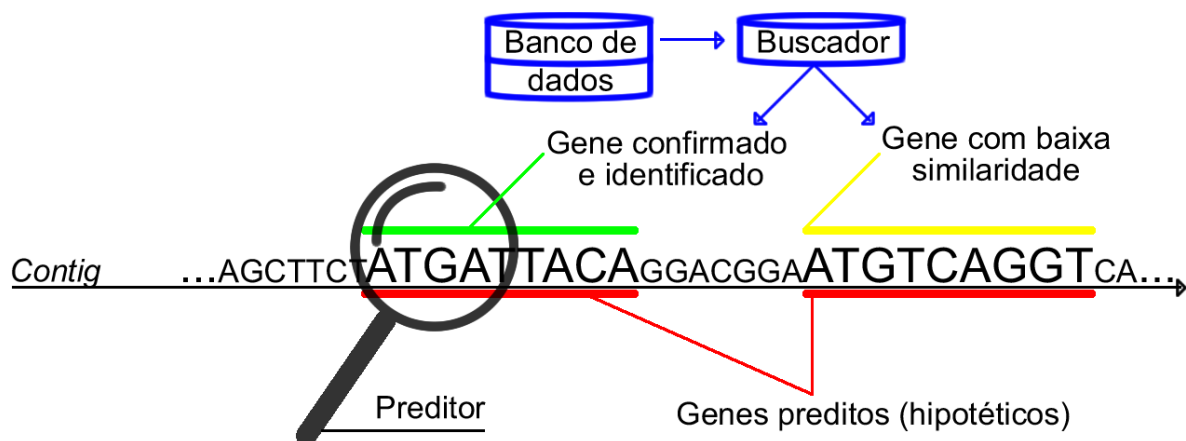 Banco de
dados
Buscador
Gene confirmado
e identificado
Gene com baixa
similaridade
Contig
...AGCTTCTATGATTACAGGACGGAATGTCAGGTCA...
Preditor
Genes preditos (hipotéticos)